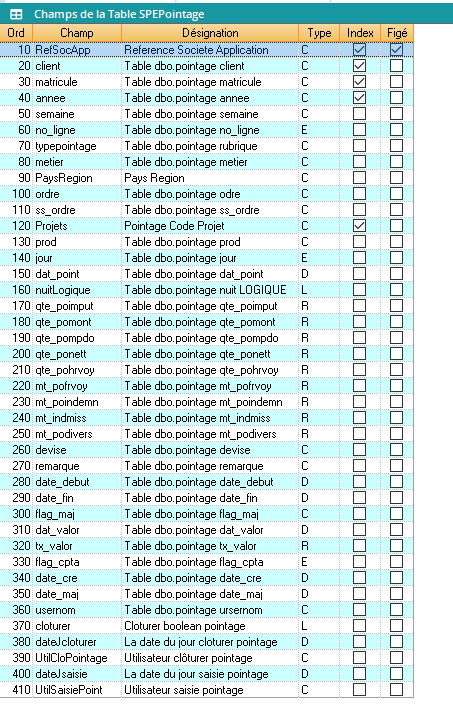 Champs de la Table SPEPointage
Ord Champ Désignation Type Index Figé
10 RefSocApp Reference Societe Application C
20 client Table dbo.pointage client C
30 matricule Table dbo.pointage matricule C
40 annee Table dbo.pointage annee C
50 semaine Table dbo.pointage semaine C
60 no_ligne Table dbo.pointage no_ligne E
70 typepointage Table dbo.pointage rubrique C
80 metier Table dbo.pointage metier C
90 PaysRegion Pays Region C
100 ordre Table dbo.pointage odre C
110 ss_ordre Table dbo.pointage ss_ordre C
120 Projets Pointage Code Projet C
130 prod Table dbo.pointage prod C
140 jour Table dbo.pointage jour E
150 dat_point Table dbo.pointage dat_point D
160 nuitLogique Table dbo.pointage nuit LOGIQUE L
170 qte_poimput Table dbo.pointage qte_poimput R
180 qte_pomont Table dbo.pointage qte_pomont R
190 qte_pompdo Table dbo.pointage qte_pompdo R
200 qte_ponett Table dbo.pointage qte_ponett R
210 qte_pohrvoy Table dbo.pointage qte_pohrvoy R
220 mt_pofrvoy Table dbo.pointage mt_pofrvoy R
230 mt_poindemn Table dbo.pointage mt_poindemn R
240 mt_indmiss Table dbo.pointage mt_indmiss R
250 mt_podivers Table dbo.pointage mt_podivers R
260 devise Table dbo.pointage devise C
270 remarque Table dbo.pointage remarque C
280 date_debut Table dbo.pointage date_debut D
290 date_fin Table dbo.pointage date_fin D
300 flag_maj Table dbo.pointage flag_maj C
310 dat_valor Table dbo.pointage dat_valor D
320 tx_valor Table dbo.pointage tx_valor R
330 flag_cpta Table dbo.pointage flag_cpta E
340 date_cre Table dbo.pointage date_cre D
350 date_maj Table dbo.pointage date_maj D
360 usernom Table dbo.pointage ursernom C
370 cloturer Cloturer boolean pointage L
380 dateJcloturer La date du jour cloturer pointage D
390 UtilCloPointage Utilisateur clôturer pointage C
400 dateJsaisie La date du jour saisie pointage D
410 UtilSaisiePoint Utilisateur saisie pointage C